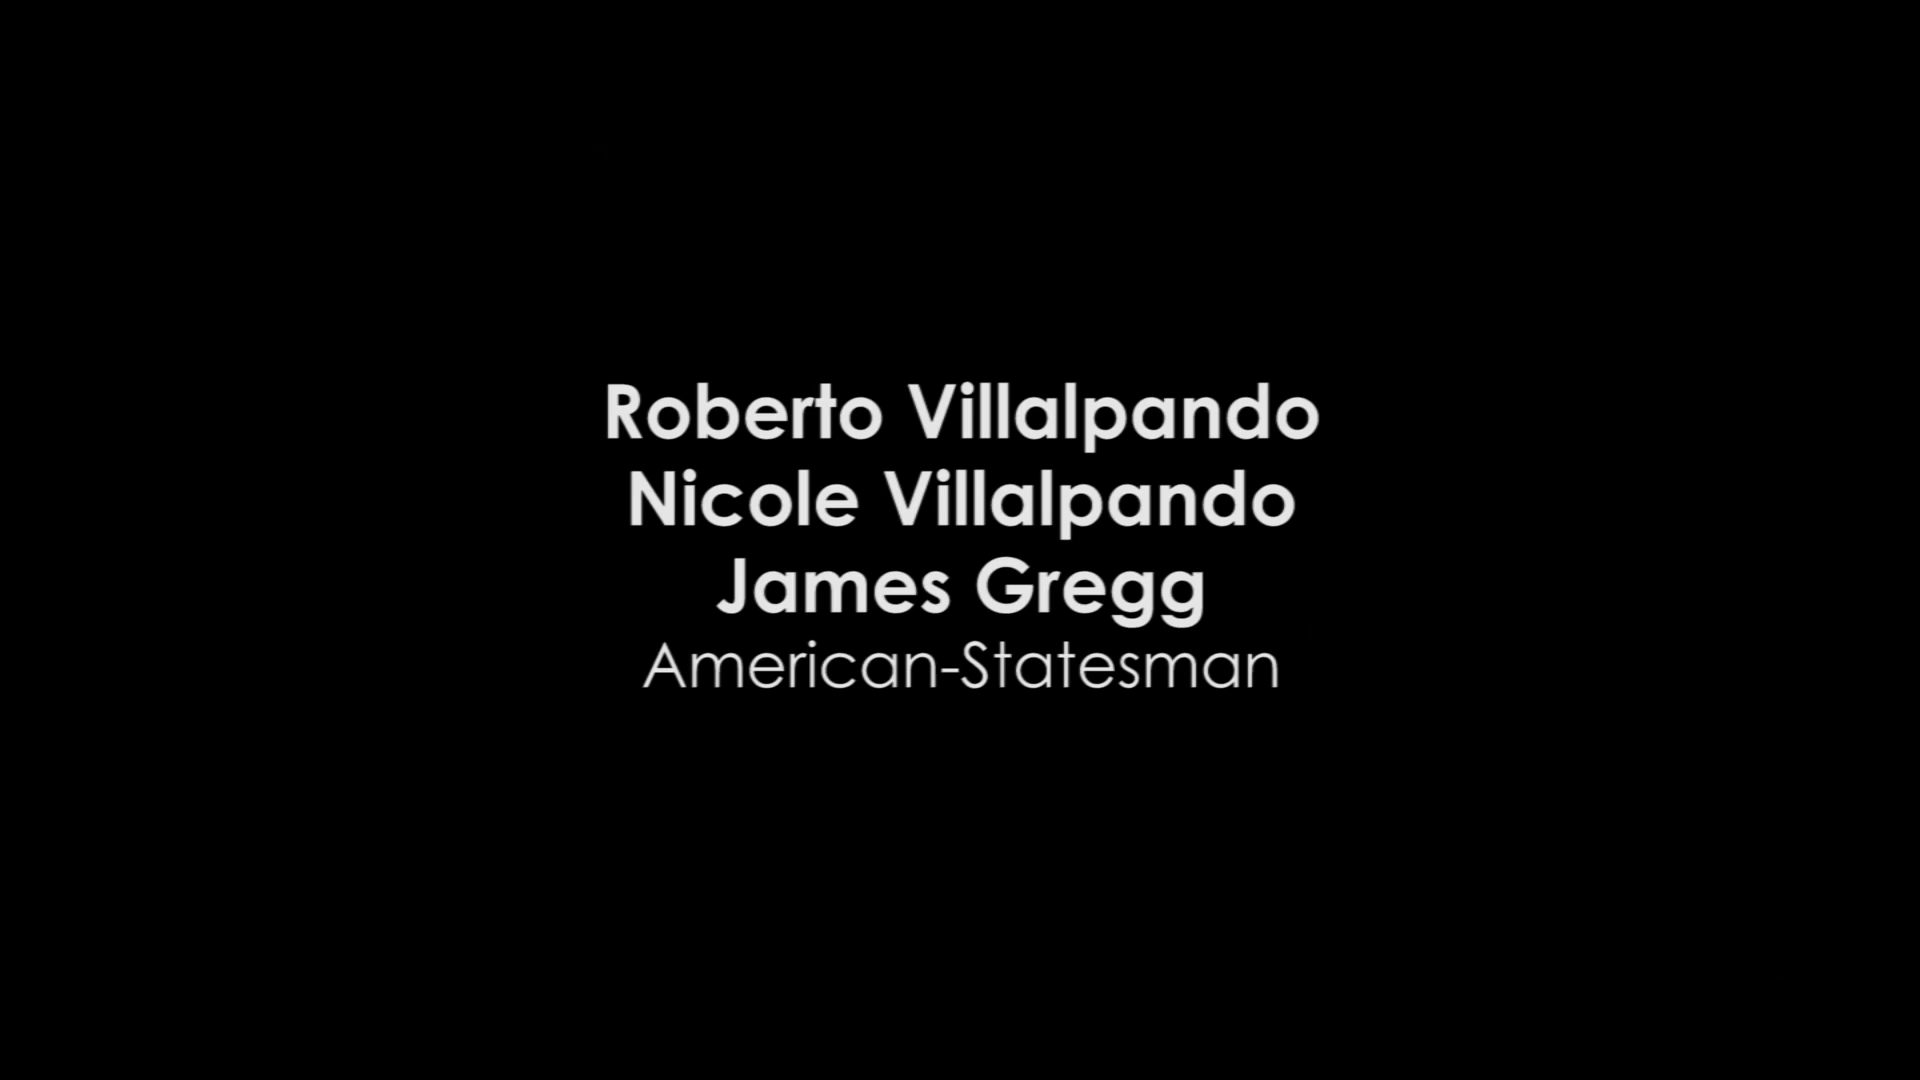 Roberto Villalpando
Nicole Villalpando
James Gregg
American-Statesman